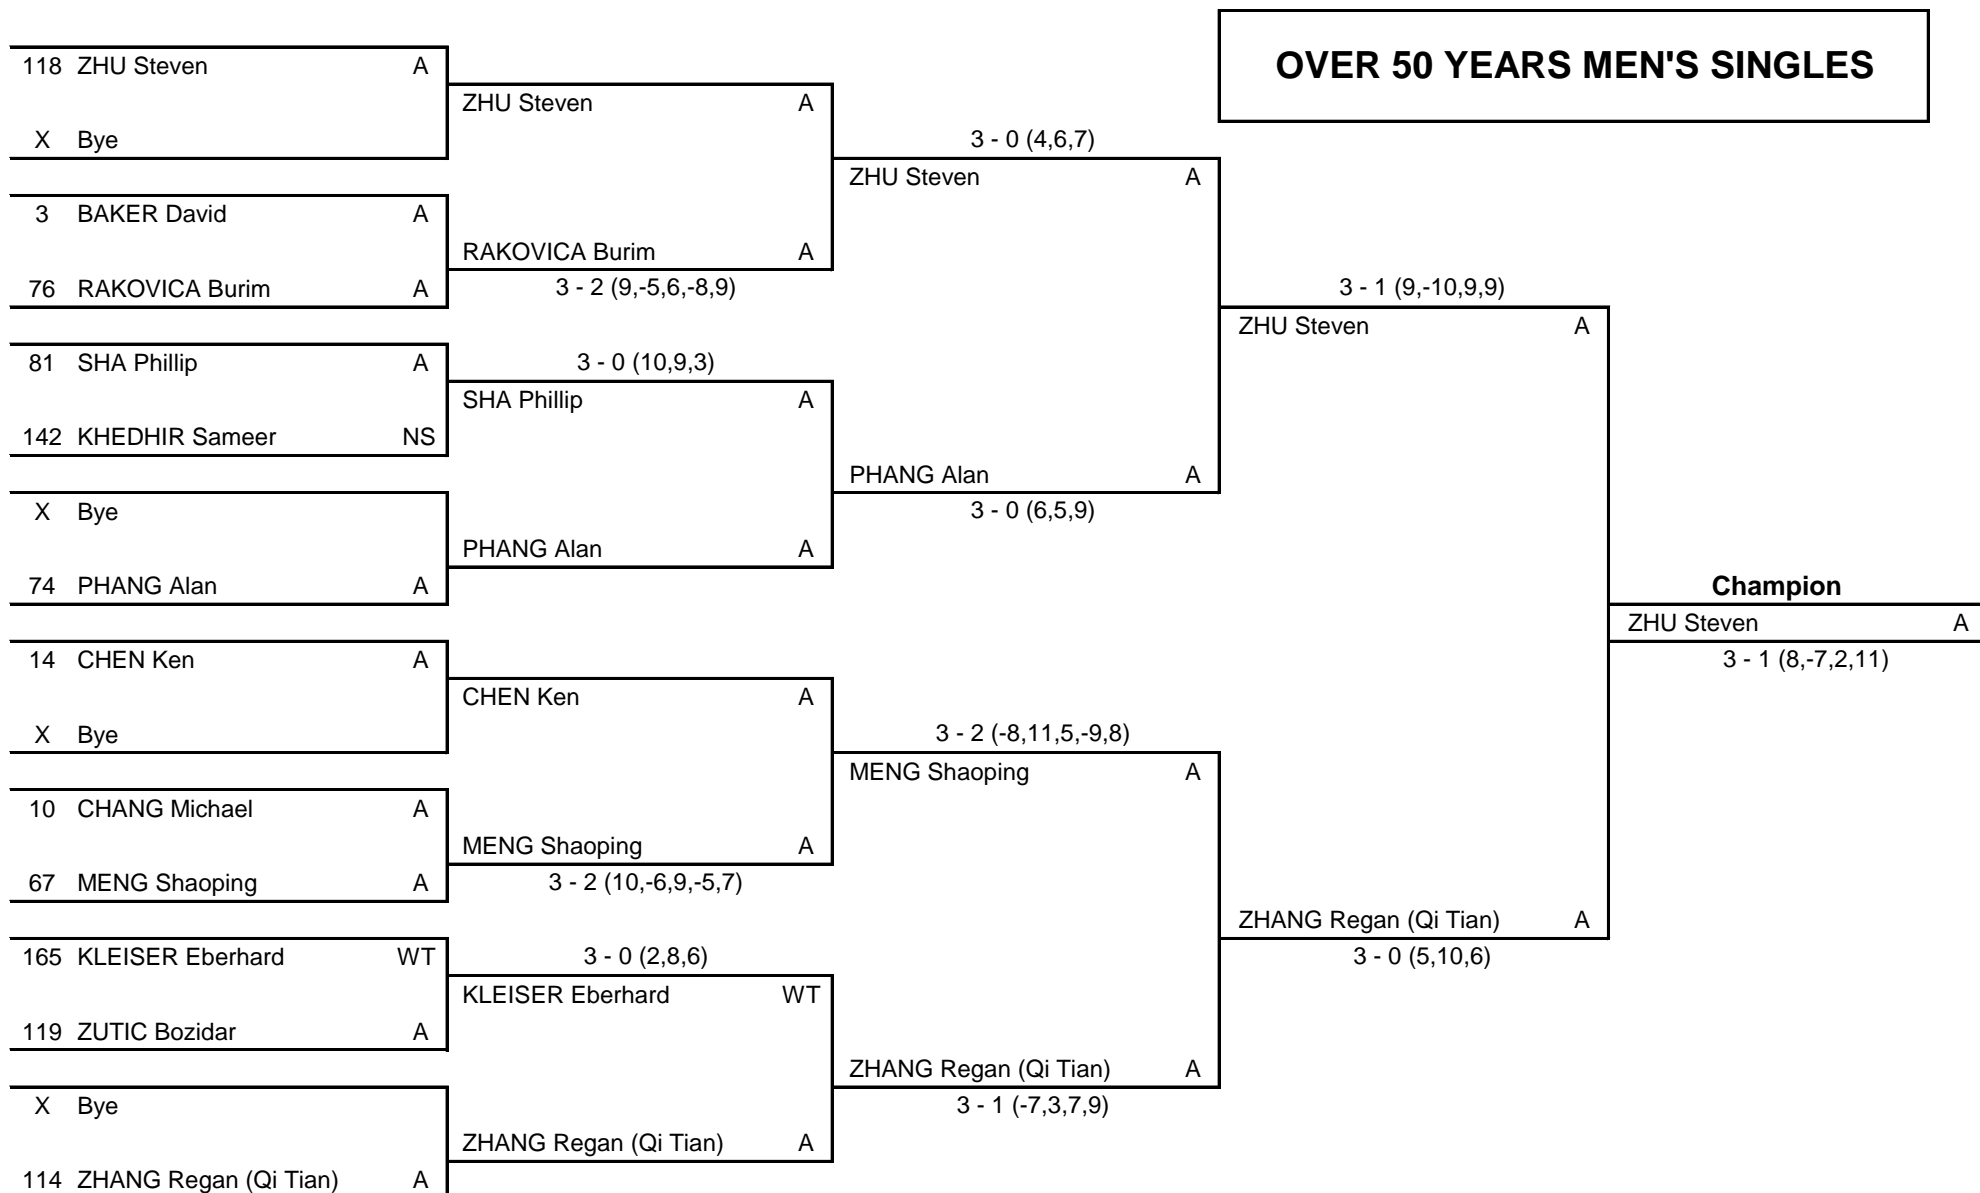 OVER 50 YEARS MEN'S SINGLES
118 ZHU Steven A
ZHU Steven A
X Bye
3 - 0 (4,6,7)
ZHU Steven A
3 BAKER David A
RAKOVICA Burim A
76 RAKOVICA Burim A
3 - 2 (9,-5,6,-8,9)
3 - 1 (9,-10,9,9)
ZHU Steven A
81 SHA Phillip A
3 - 0 (10,9,3)
SHA Phillip A
142 KHEDHIR Sameer NS
PHANG Alan A
X Bye
3 - 0 (6,5,9)
PHANG Alan A
74 PHANG Alan A
Champion
ZHU Steven A
3 - 1 (8,-7,2,11)
14 CHEN Ken A
CHEN Ken A
X Bye
3 - 2 (-8,11,5,-9,8)
MENG Shaoping A
10 CHANG Michael A
MENG Shaoping A
67 MENG Shaoping A
3 - 2 (10,-6,9,-5,7)
ZHANG Regan (Qi Tian) A
165 KLEISER Eberhard WT
3 - 0 (2,8,6)
3 - 0 (5,10,6)
KLEISER Eberhard WT
119 ZUTIC Bozidar A
ZHANG Regan (Qi Tian) A
X Bye
3 - 1 (-7,3,7,9)
ZHANG Regan (Qi Tian) A
114 ZHANG Regan (Qi Tian) A